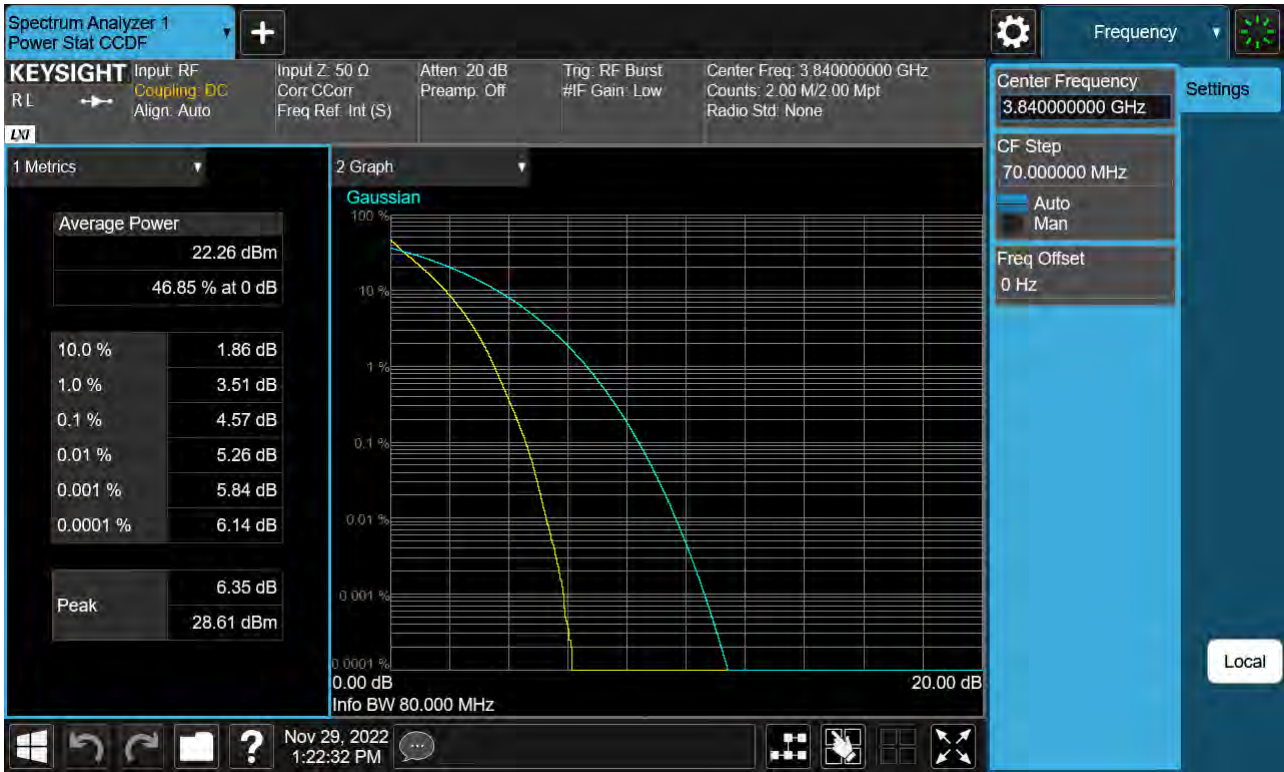 Spectrum Analyzer 1
Power Stat CCDF
Frequency
KEYSIGHT
RL
LXI
Input: RF
Coupling: DC
Align: Auto
Input Z: 50 Ω
Corr CCorr
Freq Ref: Int (S)
Atten: 20 dB
Preamp: Off
Trig: RF Burst
#IF Gain: Low
Center Freq: 3.840000000 GHz
Counts: 2.00 M/2.00 Mpt
Radio Std: None
Center Frequency
3.840000000 GHz
Settings
CF Step
70.000000 MHz
Auto
Man
Freq Offset
0 Hz
Local
1 Metrics
Average Power
22.26 dBm
46.85 % at 0 dB
10.0 % 1.86 dB
1.0 % 3.51 dB
0.1 % 4.57 dB
0.01 % 5.26 dB
0.001 % 5.84 dB
0.0001 % 6.14 dB
Peak
6.35 dB
28.61 dBm
2 Graph
Gaussian
100 %
10 %
1 %
0.1 %
0.01 %
0.001 %
0.0001 %
0.00 dB 20.00 dB
Info BW 80.000 MHz
Nov 29, 2022
1:22:32 PM